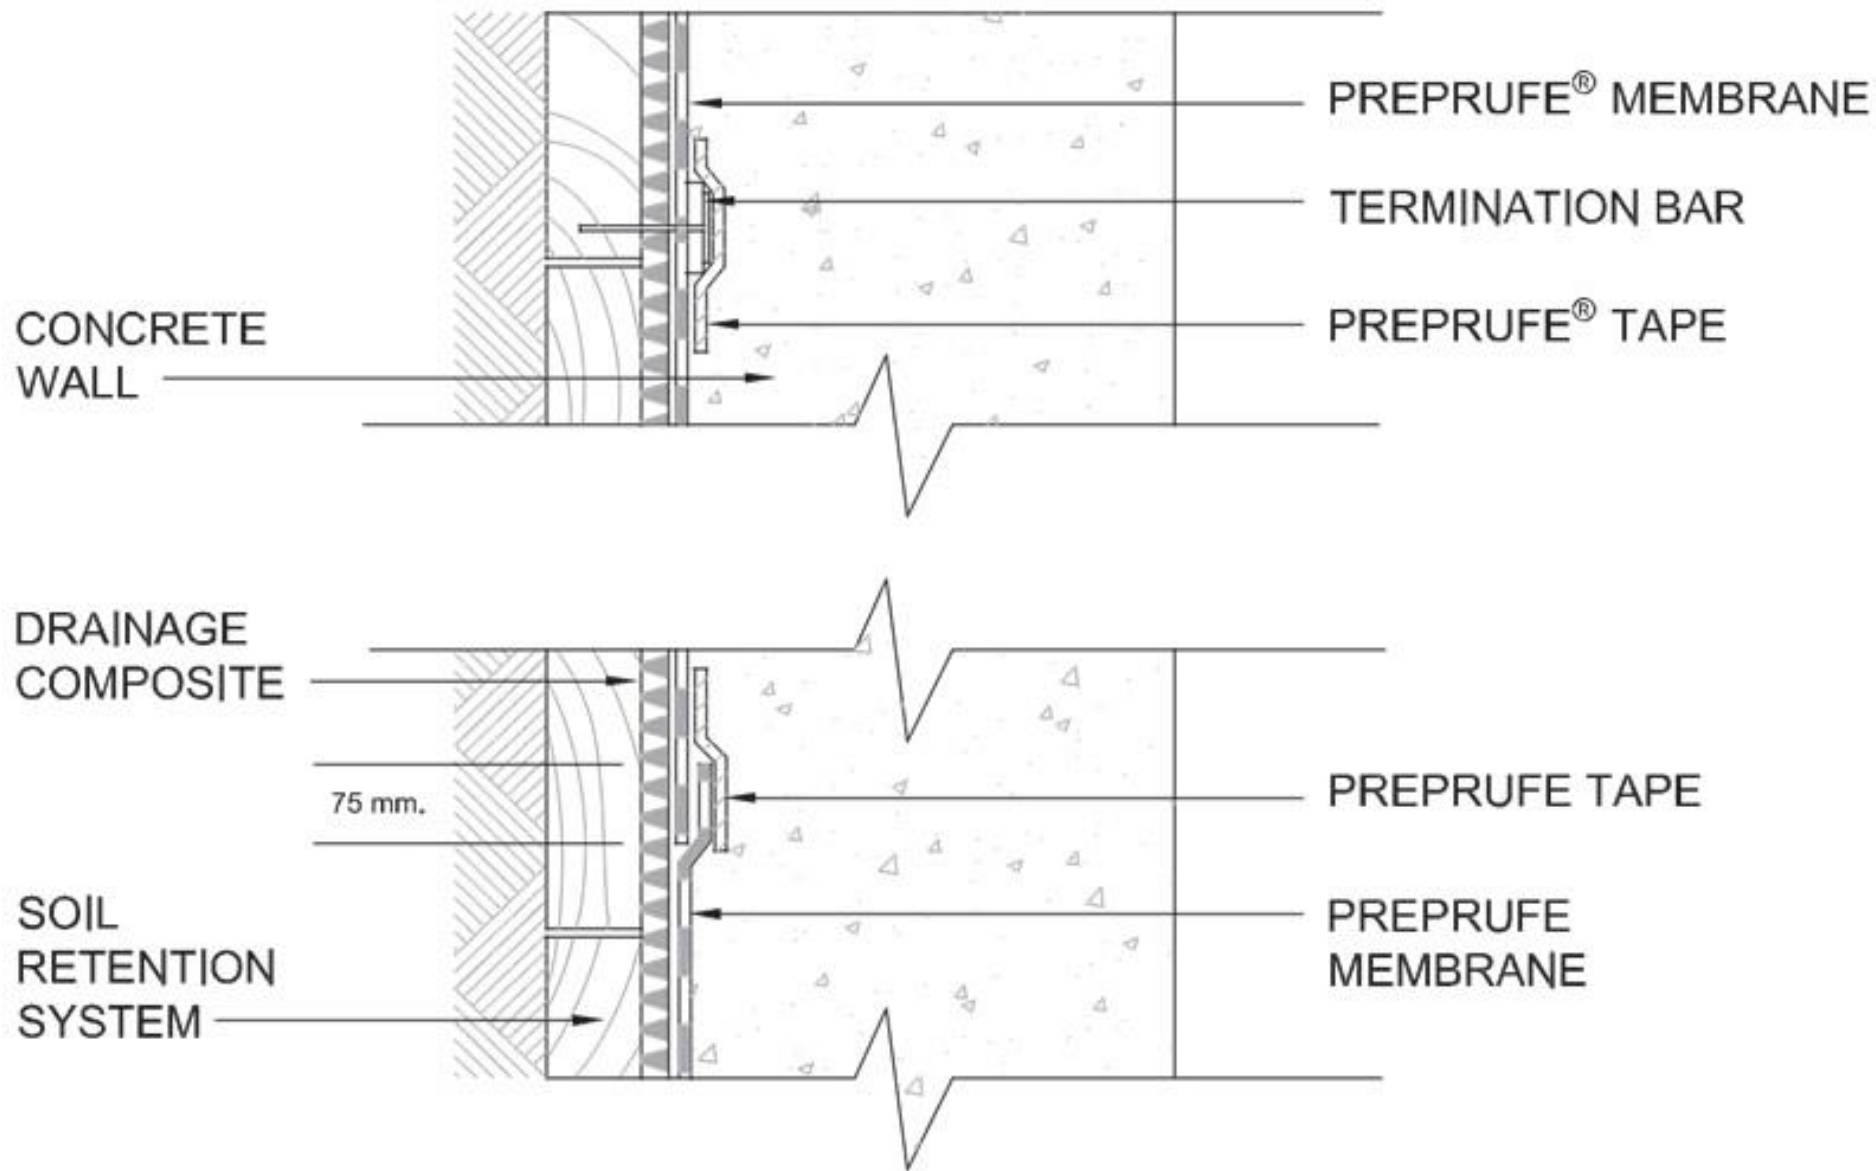 PREPRUFE® MEMBRANE
TERMINATION BAR
PREPRUFE® TAPE
CONCRETE
WALL
DRAINAGE
COMPOSITE
75 mm.
PREPRUFE TAPE
SOIL
RETENTION
SYSTEM
PREPRUFE
MEMBRANE